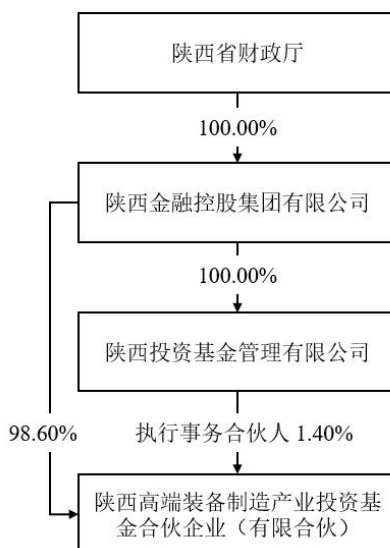 陕西省财政厅
100.00%
陕西金融控股集团有限公司
100.00%
陕西投资基金管理有限公司
98.60%
执行事务合伙人 1.40%
陕西高端装备制造产业投资基
金合伙企业（有限合伙）